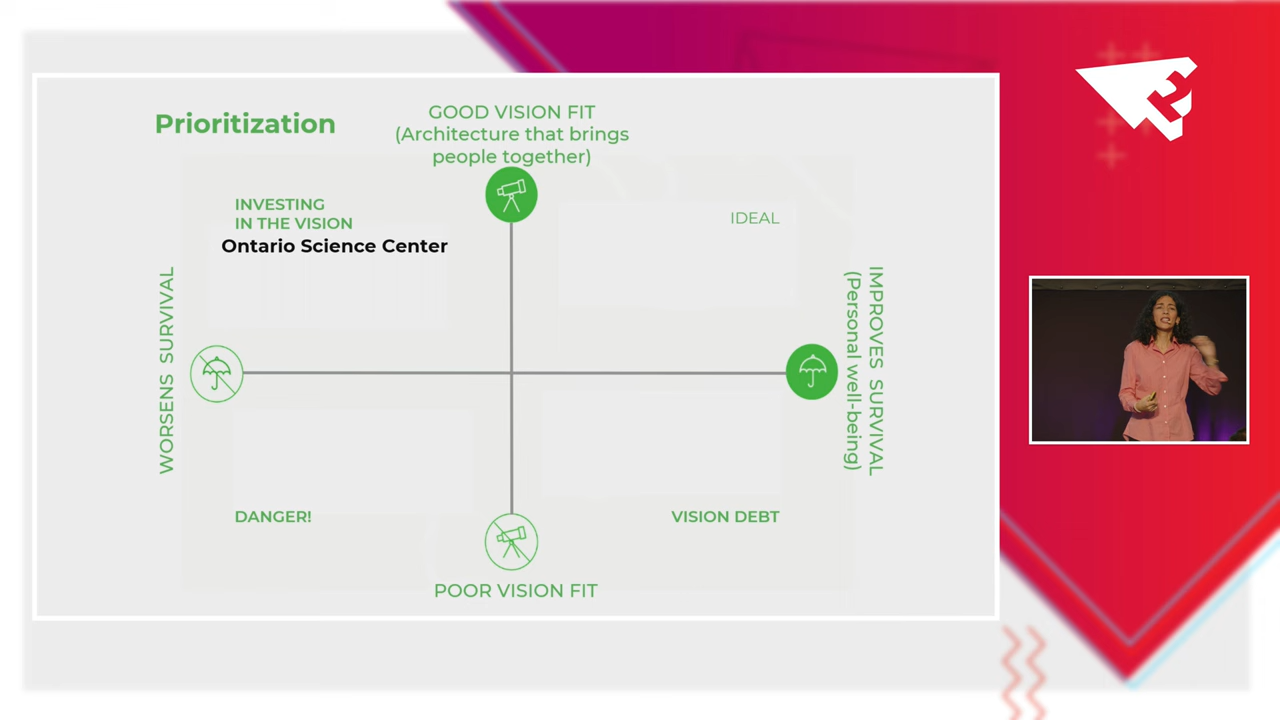 Prioritization
GOOD VISION FIT
(Architecture that brings
people together)
INVESTING
IN THE VISION
Ontario Science Center
IDEAL
WORSENS SURVIVAL
IMPROVES SURVIVAL
(Personal well-being)
DANGER!
VISION DEBT
POOR VISION FIT